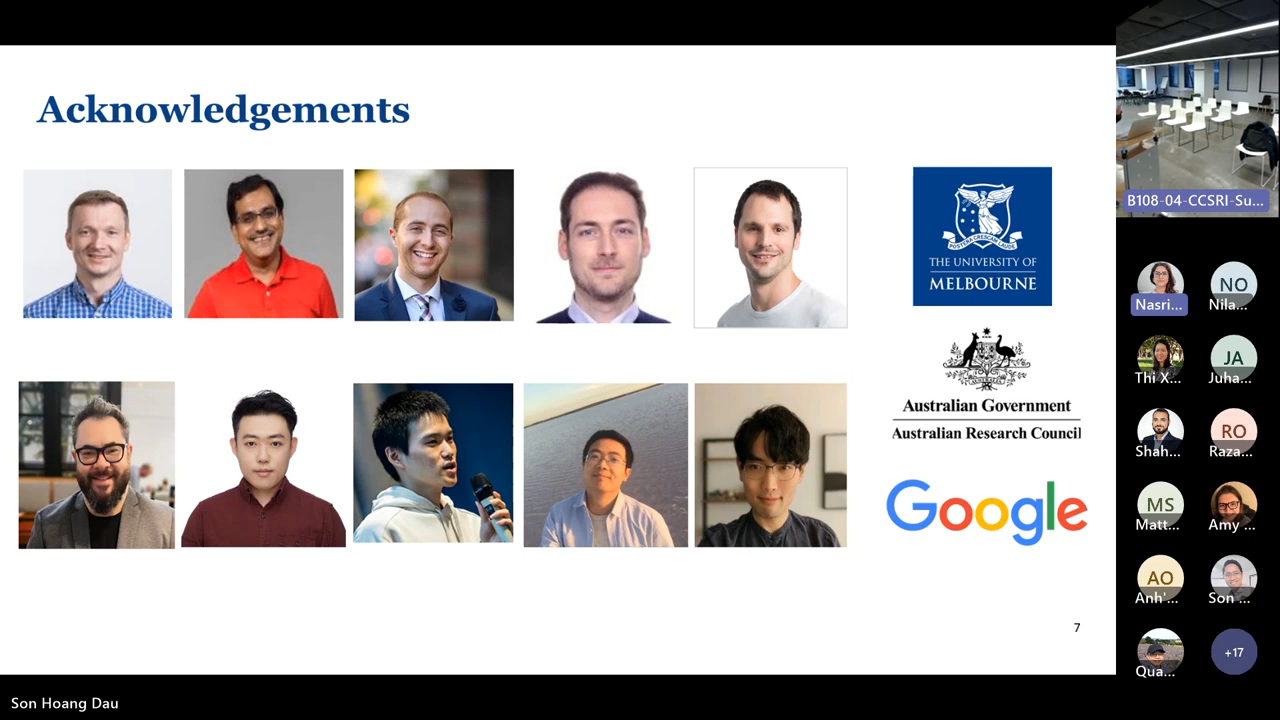 Acknowledgements
THE UNIVERSITY OF
MELBOURNE
Australian Government
Australian Research Council
Google
7
B108-04-CCSRI-Su...
Nasri...
NO
Nila...
Thi X...
JA
Juha...
Shah...
RO
Raza...
MS
Matt...
Amy ...
AO
Anh'...
Son ...
Qua...
+17
Son Hoang Dau